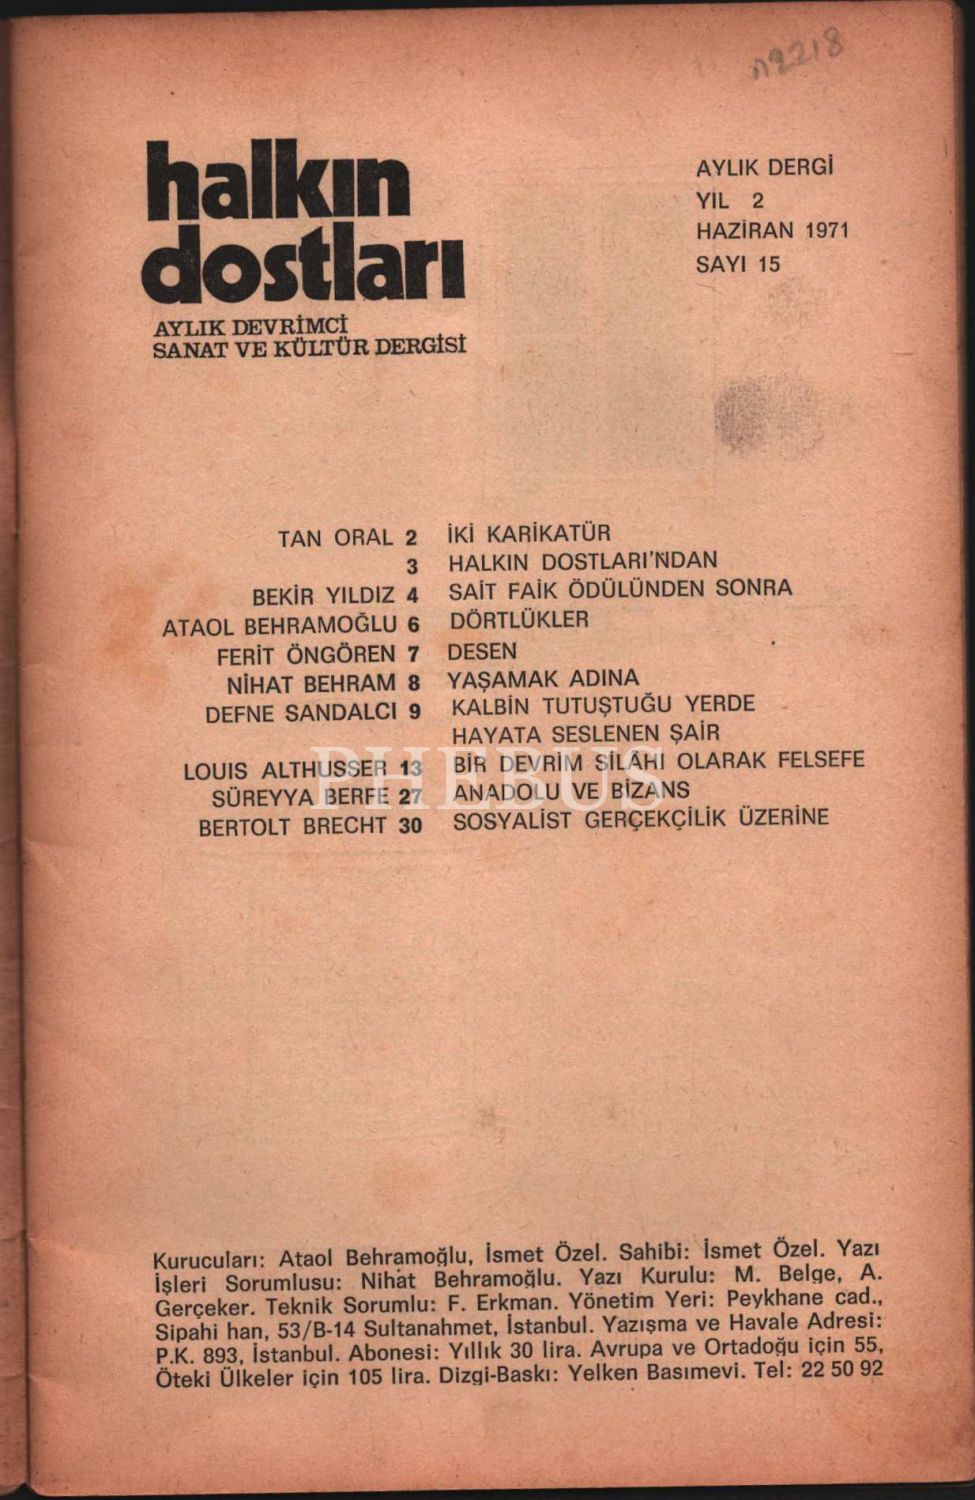 n2218
halkın
dostları
AYLIK DEVRİMCİ
SANAT VE KÜLTÜR DERGİSİ
AYLIK DERGİ
YIL 2
HAZİRAN 1971
SAYI 15
TAN ORAL 2 İKİ KARİKATÜR
3 HALKIN DOSTLARI'NDAN
BEKİR YILDIZ 4 SAİT FAİK ÖDÜLÜNDEN SONRA
ATAOL BEHRAMOĞLU 6 DÖRTLÜKLER
FERİT ÖNGÖREN 7 DESEN
NİHAT BEHRAM 8 YAŞAMAK ADINA
DEFNE SANDALCI 9 KALBİN TUTUŞTUĞU YERDE
HAYATA SESLENEN ŞAİR
LOUIS ALTHUSSER 13 BİR DEVRİM SİLÂHI OLARAK FELSEFE
SÜREYYA BERFE 27 ANADOLU VE BİZANS
BERTOLT BRECHT 30 SOSYALİST GERÇEKÇİLİK ÜZERİNE
PHEBUS
Kurucuları: Ataol Behramoğlu, İsmet Özel. Sahibi: İsmet Özel. Yazı
İşleri Sorumlusu: Nihat Behramoğlu. Yazı Kurulu: M. Belge, A.
Gerçeker. Teknik Sorumlu: F. Erkman. Yönetim Yeri: Peykhane cad.,
Sipahi han, 53/B-14 Sultanahmet, İstanbul. Yazışma ve Havale Adresi:
P.K. 893, İstanbul. Abonesi: Yıllık 30 lira. Avrupa ve Ortadoğu için 55,
Öteki Ülkeler için 105 lira. Dizgi-Baskı: Yelken Basımevi. Tel: 22 50 92